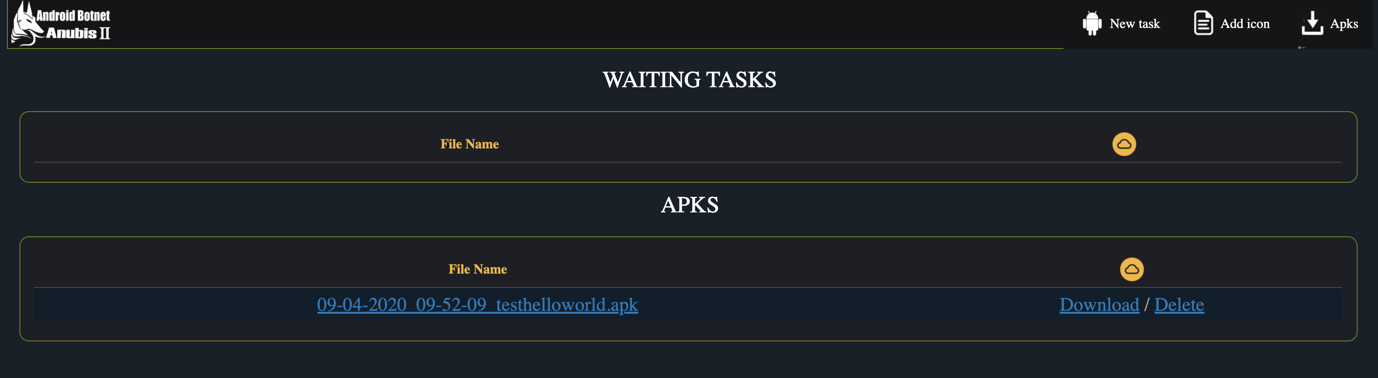 Android Botnet
Anubis II
New task
Add icon
Apks
WAITING TASKS
File Name
APKS
File Name
09-04-2020_09-52-09_testhelloworld.apk
Download / Delete